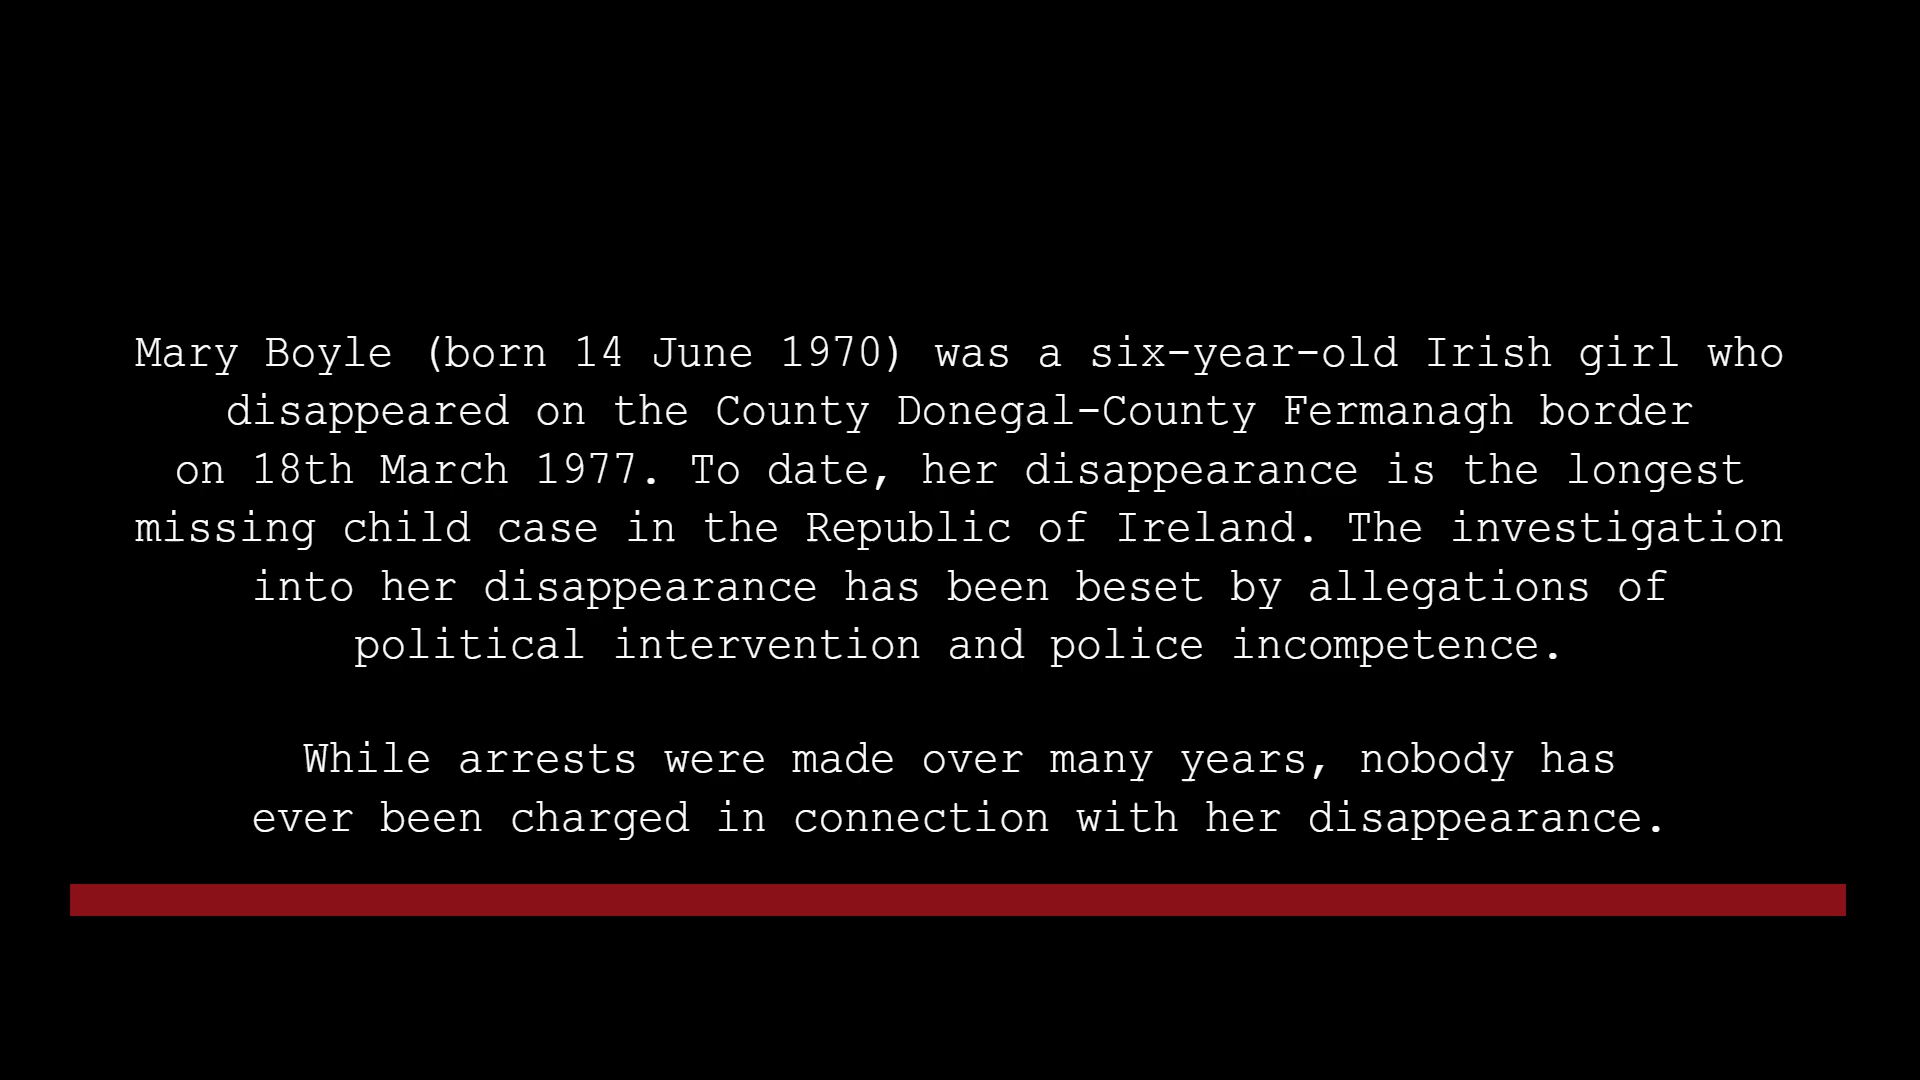 Mary Boyle (born 14 June 1970) was a six-year-old Irish girl who
disappeared on the County Donegal-County Fermanagh border
on 18th March 1977. To date, her disappearance is the longest
missing child case in the Republic of Ireland. The investigation
into her disappearance has been beset by allegations of
political intervention and police incompetence.
While arrests were made over many years, nobody has
ever been charged in connection with her disappearance.